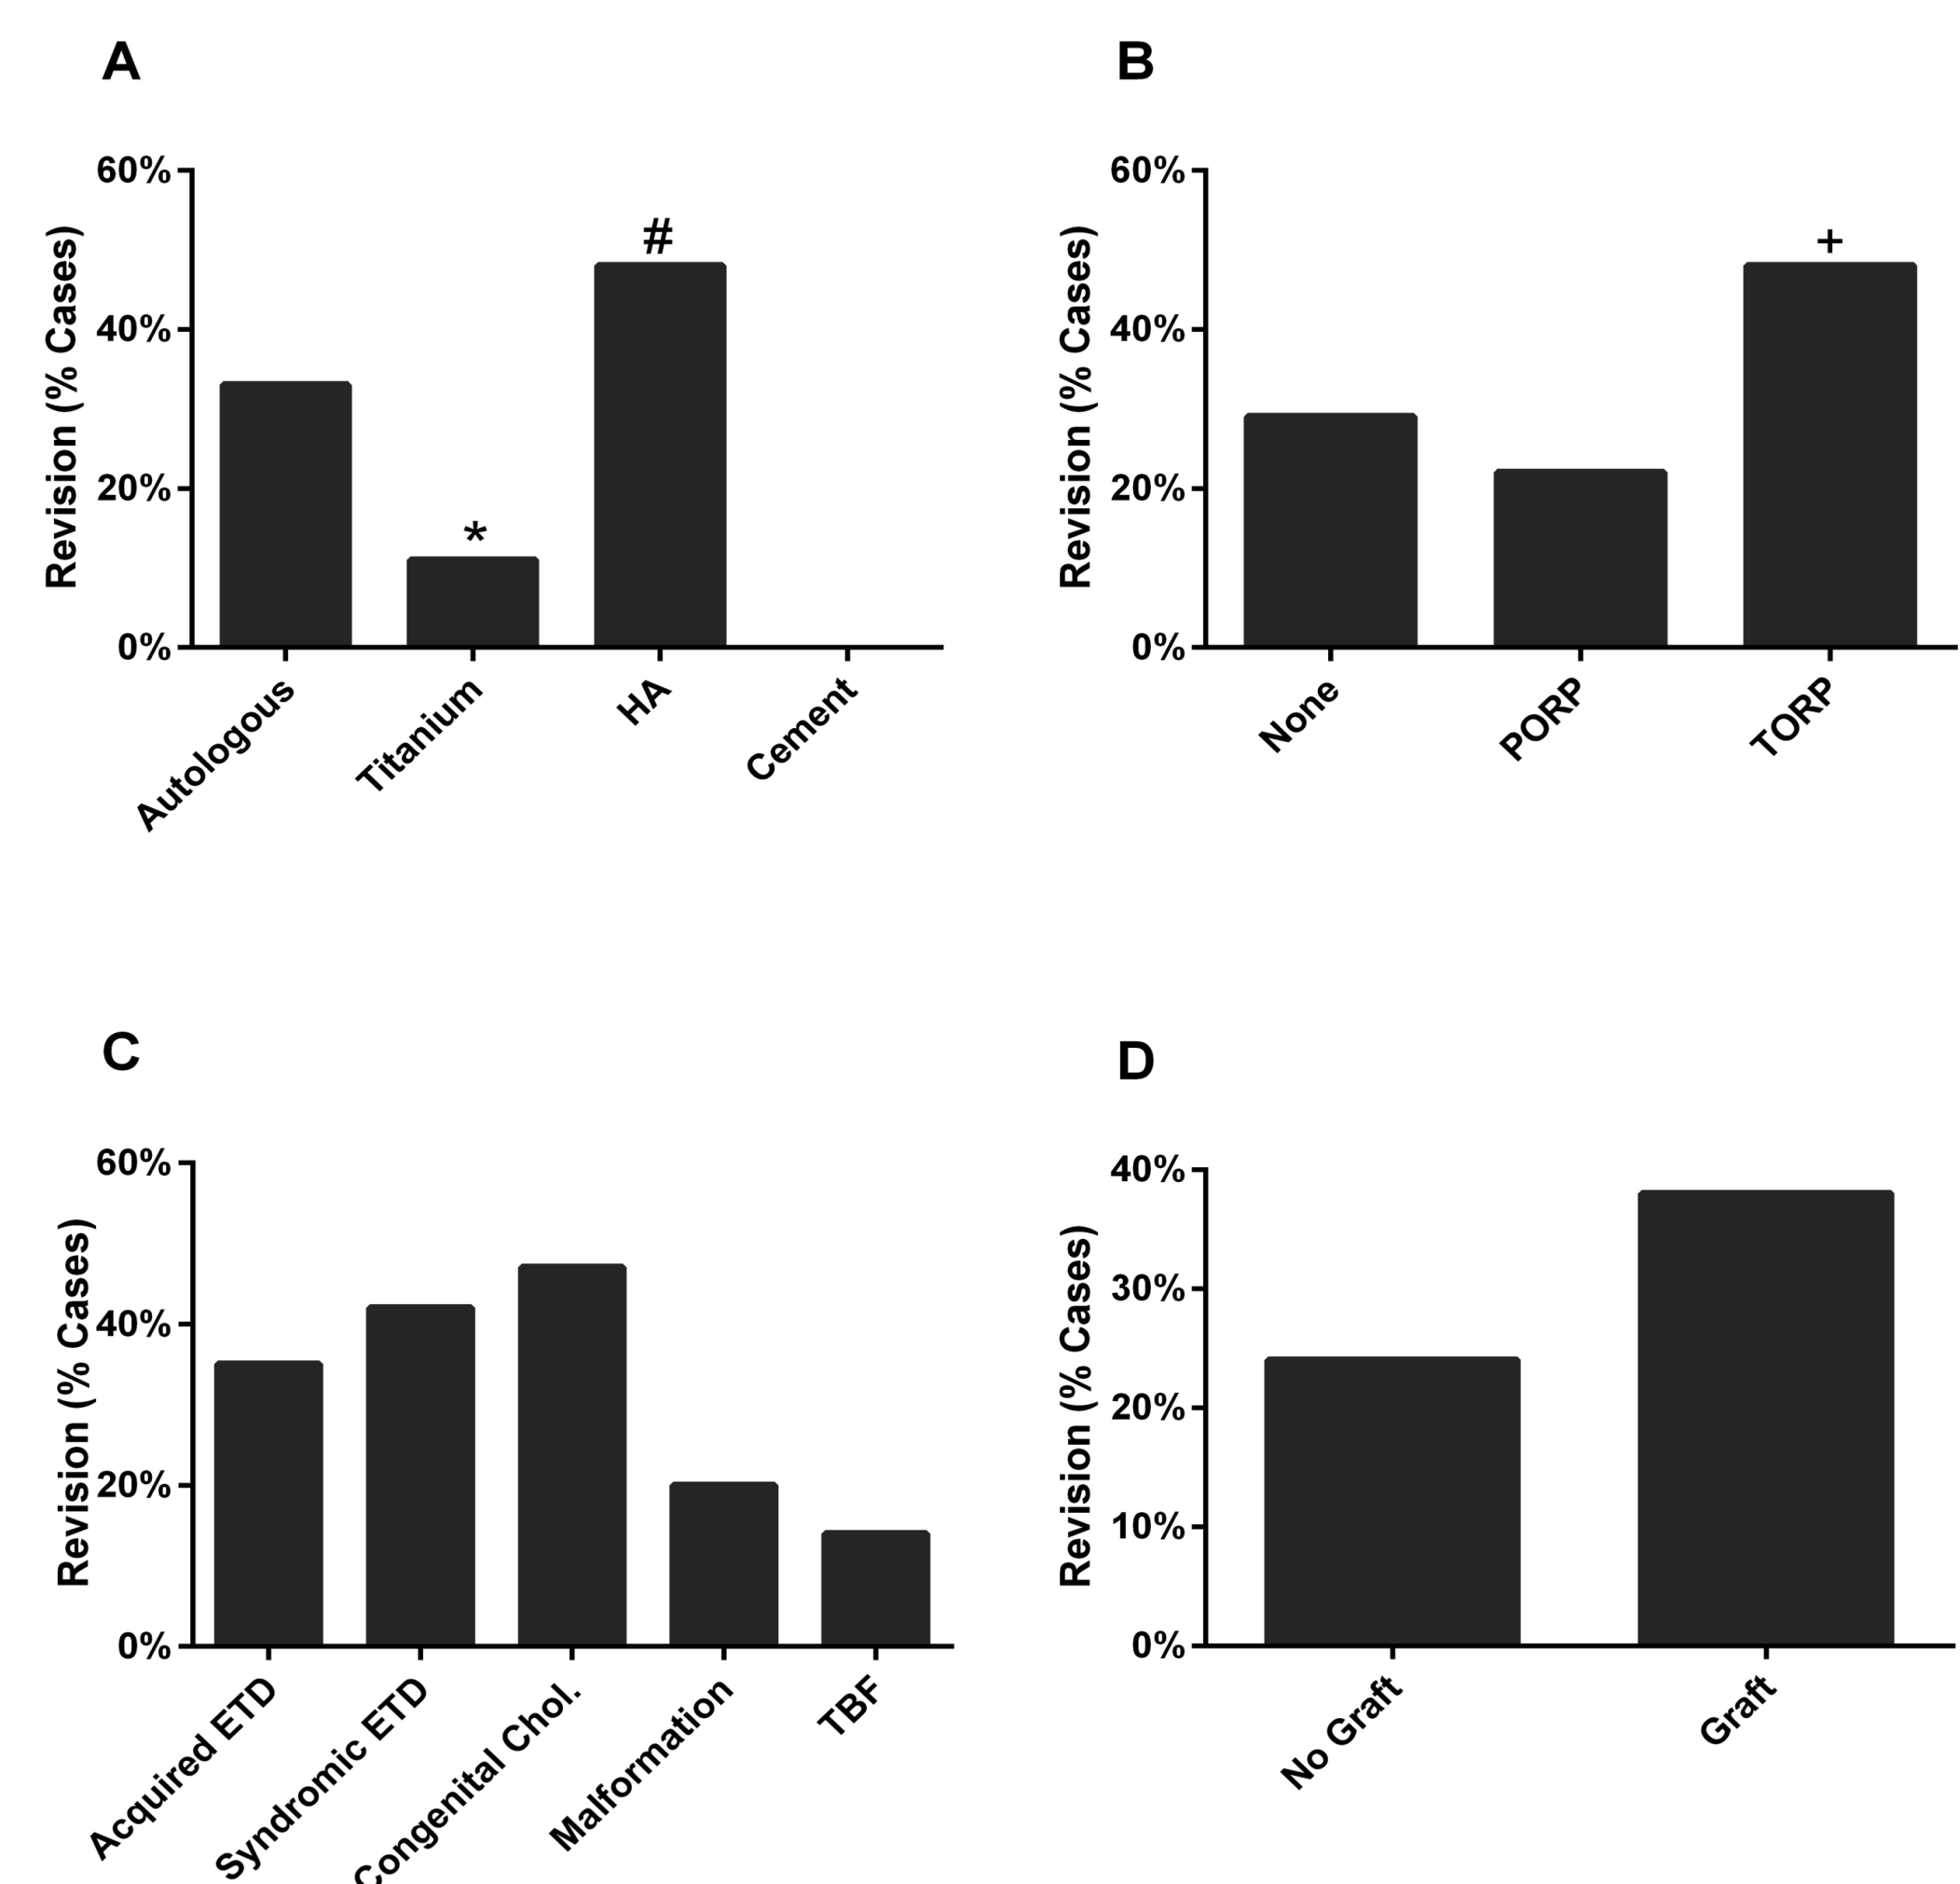 A
Revision (% Cases)
60%
40%
20%
0%
*
#
Autologous
Titanium
HA
Cement
B
Revision (% Cases)
60%
40%
20%
0%
+
None
PORP
TORP
C
Revision (% Cases)
60%
40%
20%
0%
Acquired ETD
Syndromic ETD
Congenital Chol.
Malformation
TBF
D
Revision (% Cases)
40%
30%
20%
10%
0%
No Graft
Graft